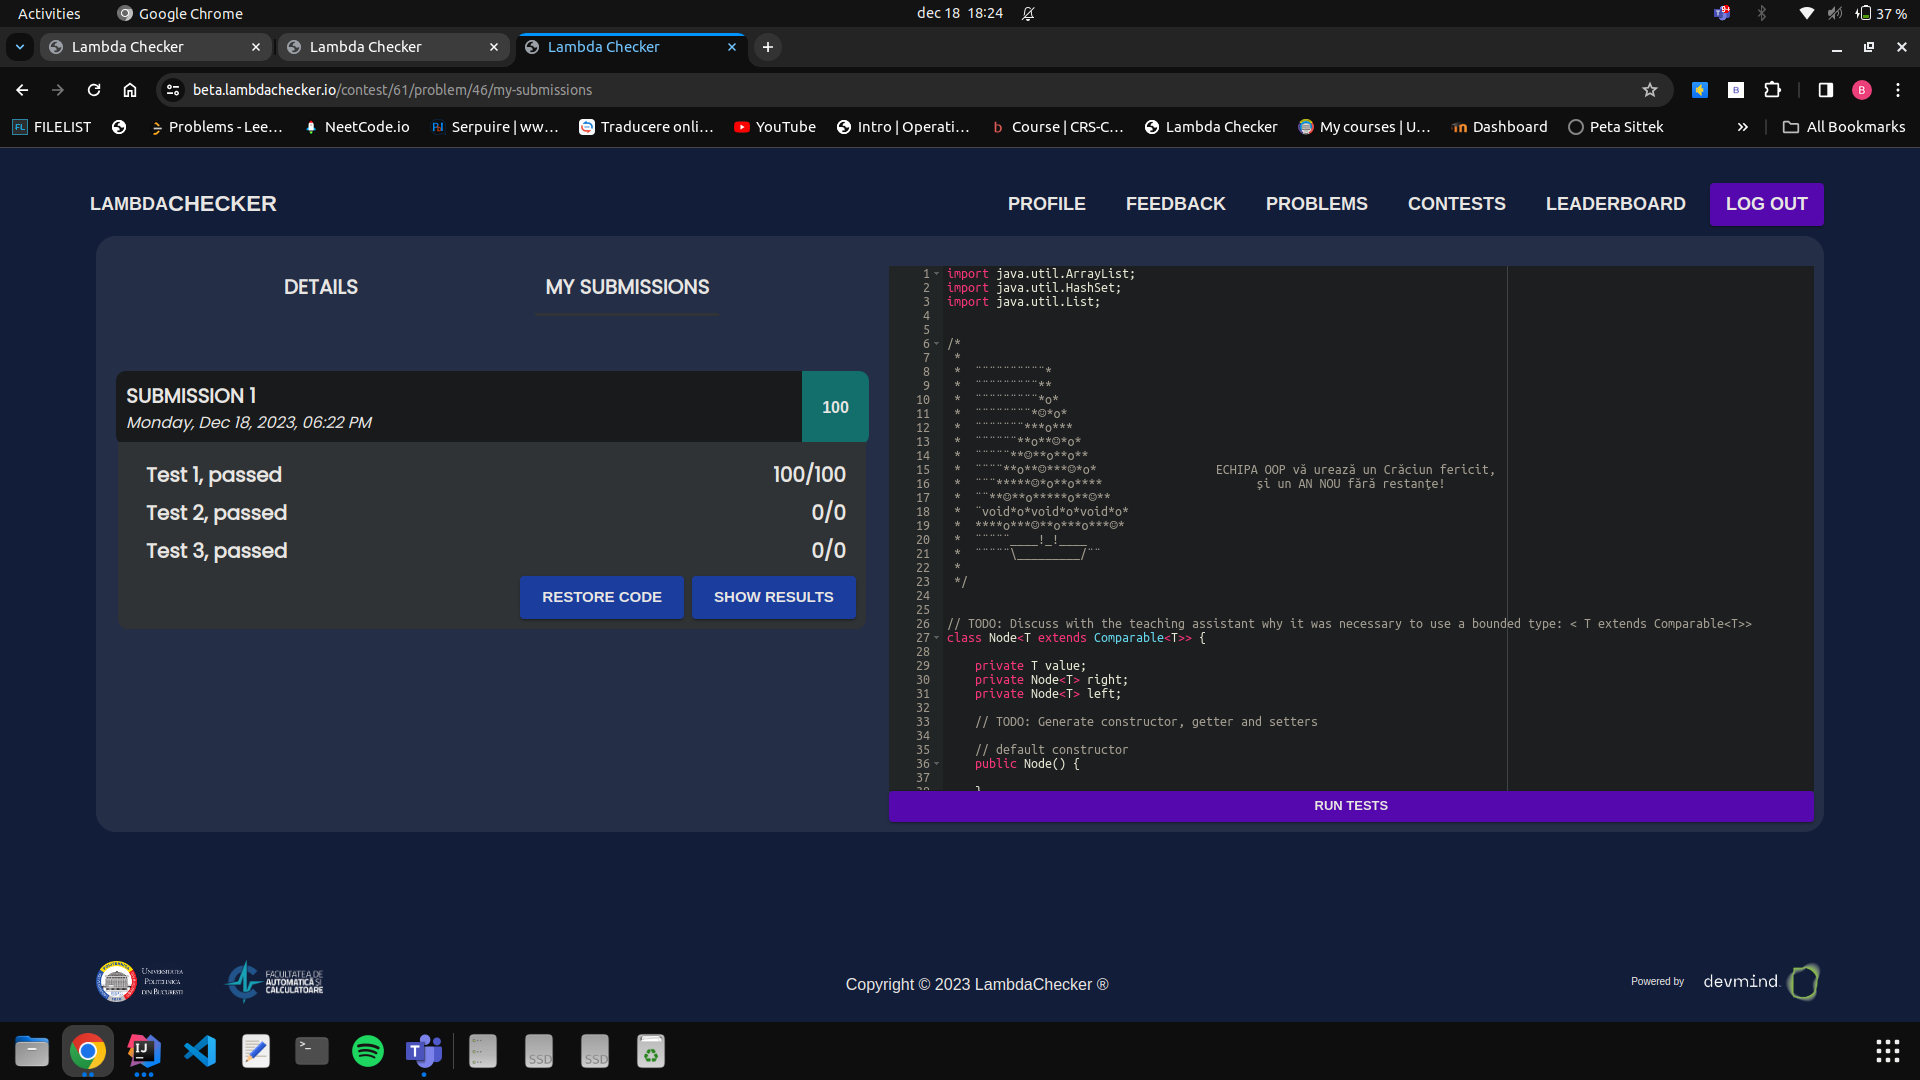 Activities
Google Chrome
dec 18 18:24
37 %
Lambda Checker
Lambda Checker
Lambda Checker
beta.lambdachecker.io/contest/61/problem/46/my-submissions
B
B
FILELIST
Problems - Lee…
NeetCode.io
Serpuire | ww…
Traducere onli…
YouTube
Intro | Operati…
Course | CRS-C…
Lambda Checker
My courses | U…
Dashboard
Peta Sittek
All Bookmarks
LAMBDACHECKER
PROFILE
FEEDBACK
PROBLEMS
CONTESTS
LEADERBOARD
LOG OUT
DETAILS
MY SUBMISSIONS
SUBMISSION 1
Monday, Dec 18, 2023, 06:22 PM
100
Test 1, passed 100/100
Test 2, passed 0/0
Test 3, passed 0/0
RESTORE CODE
SHOW RESULTS
1 import java.util.ArrayList;
2 import java.util.HashSet;
3 import java.util.List;
4
5
6 /*
7 *
8 * ¨¨¨¨¨¨¨¨¨¨*
9 * ¨¨¨¨¨¨¨¨¨**
10 * ¨¨¨¨¨¨¨¨¨*o*
11 * ¨¨¨¨¨¨¨¨*☺*o*
12 * ¨¨¨¨¨¨¨***o***
13 * ¨¨¨¨¨¨**o**☺*o*
14 * ¨¨¨¨¨**☺**o**o**
15 * ¨¨¨¨**o**☺***☺*o* ECHIPA OOP vă urează un Crăciun fericit,
16 * ¨¨¨*****☺*o**o**** și un AN NOU fără restanțe!
17 * ¨¨**☺**o*****o**☺**
18 * ¨void*o*void*o*void*o*
19 * ****o***☺**o***o***☺*
20 * ¨¨¨¨¨____!_!____
21 * ¨¨¨¨¨\_________/¨¨
22 *
23 */
24
25
26 // TODO: Discuss with the teaching assistant why it was necessary to use a bounded type: < T extends Comparable<T>>
27 class Node<T extends Comparable<T>> {
28
29 private T value;
30 private Node<T> right;
31 private Node<T> left;
32
33 // TODO: Generate constructor, getter and setters
34
35 // default constructor
36 public Node() {
37
38 }
RUN TESTS
UNIVERSITATEA
POLITEHNICA
DIN BUCUREȘTI
FACULTATEA DE
AUTOMATICĂ ȘI
CALCULATOARE
Copyright © 2023 LambdaChecker ®
Powered by
devmind.
IJ
SSD
SSD